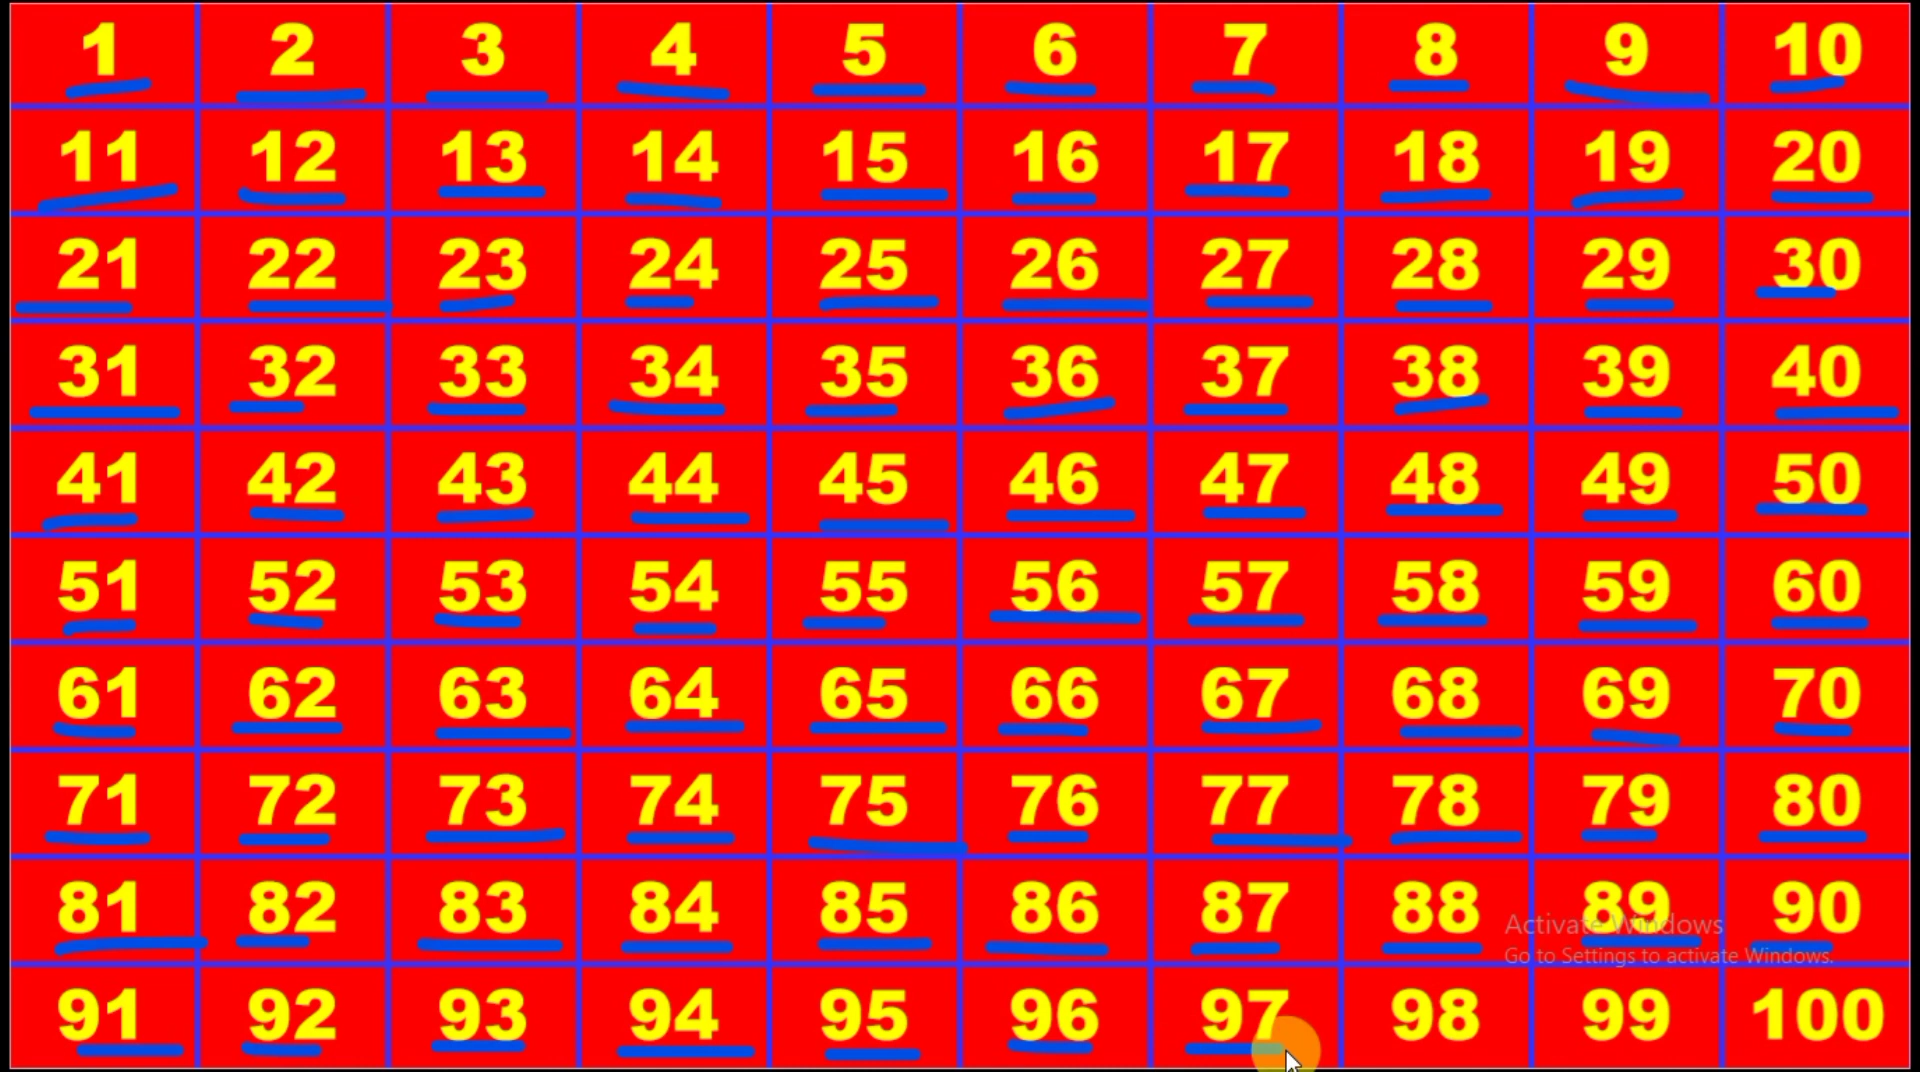 1 2 3 4 5 6 7 8 9 10
11 12 13 14 15 16 17 18 19 20
21 22 23 24 25 26 27 28 29 30
31 32 33 34 35 36 37 38 39 40
41 42 43 44 45 46 47 48 49 50
51 52 53 54 55 56 57 58 59 60
61 62 63 64 65 66 67 68 69 70
71 72 73 74 75 76 77 78 79 80
81 82 83 84 85 86 87 88 89 90
Activate Windows
Go to Settings to activate Windows.
91 92 93 94 95 96 97 98 99 100